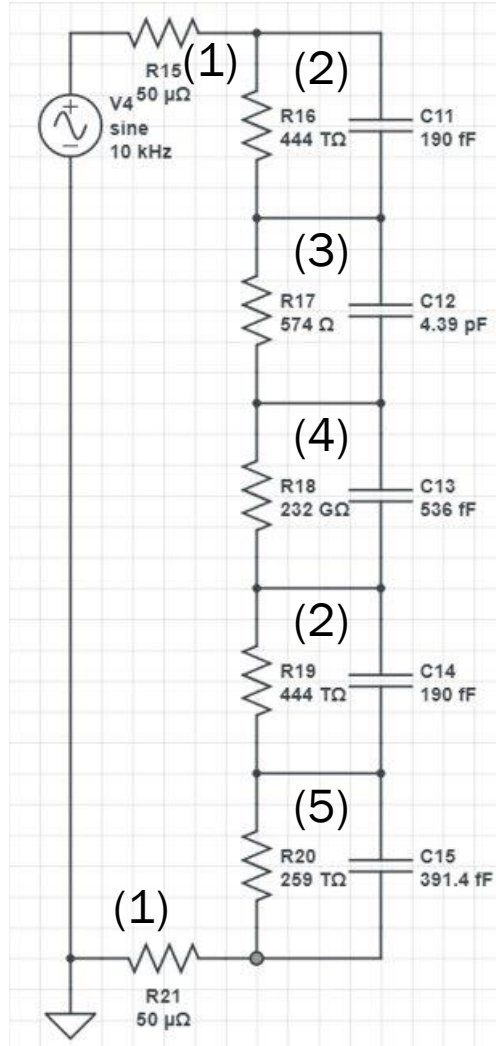 (1)
R15
50 μΩ
V4
sine
10 kHz
(2)
R16
444 TΩ
C11
190 fF
(3)
R17
574 Ω
C12
4.39 pF
(4)
R18
232 GΩ
C13
536 fF
(2)
R19
444 TΩ
C14
190 fF
(5)
R20
259 TΩ
C15
391.4 fF
(1)
R21
50 μΩ